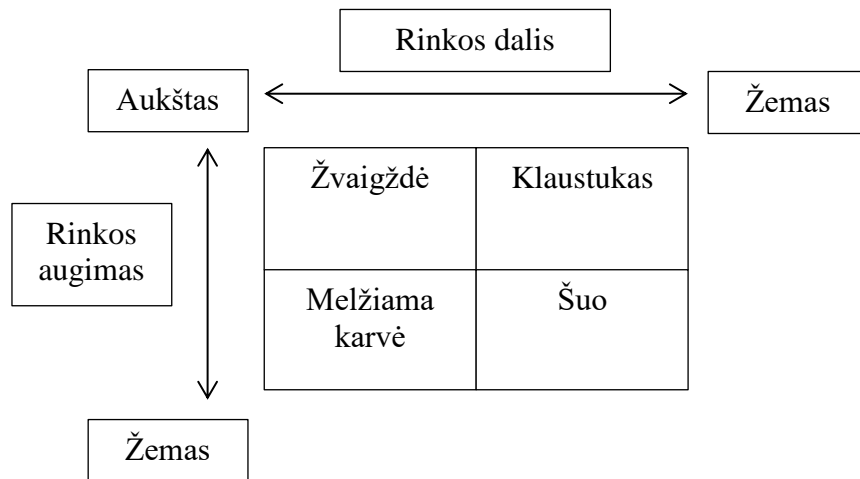 Rinkos dalis
Aukštas
Žemas
Žvaigždė
Klaustukas
Rinkos
augimas
Melžiama
karvė
Šuo
Žemas